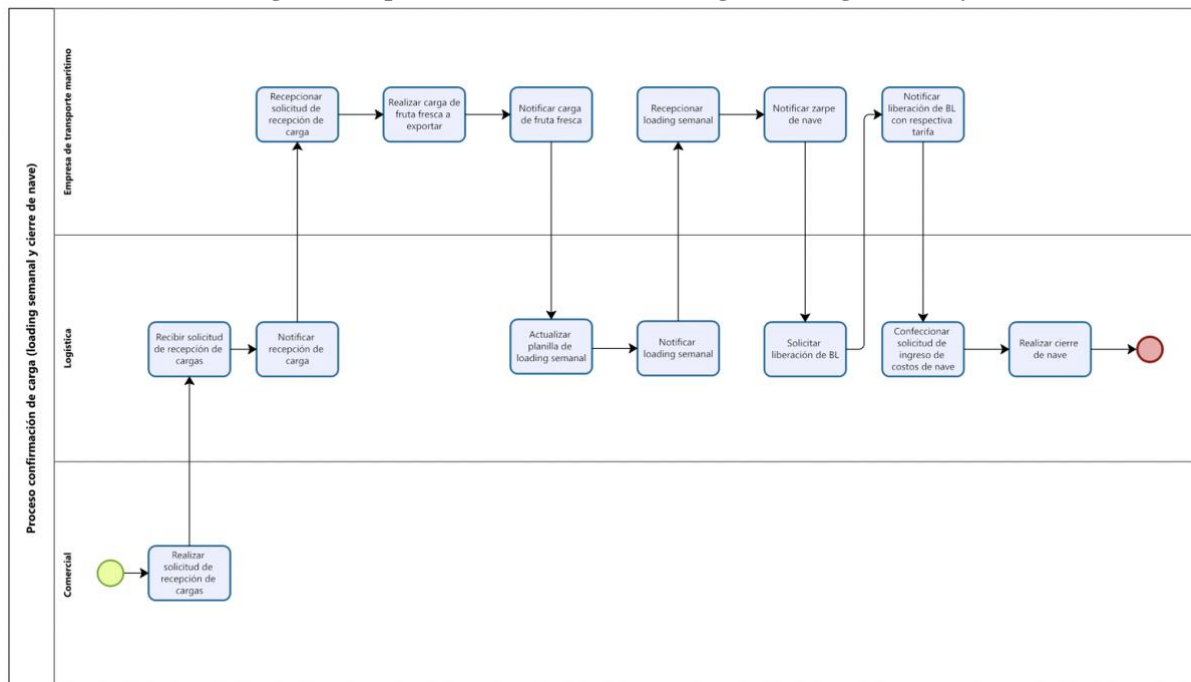 Proceso confirmación de carga (loading semanal y cierre de nave)
Empresa de transporte marítimo
Recepcionar
solicitud de
recepción de
carga
Realizar carga de
fruta fresca a
exportar
Notificar carga
de fruta fresca
Recepcionar
loading semanal
Notificar zarpe
de nave
Notificar
liberación de BL
con respectiva
tarifa
Logística
Recibir solicitud
de recepción de
cargas
Notificar
recepción de
carga
Actualizar
planilla de
loading semanal
Notificar
loading semanal
Solicitar
liberación de BL
Confeccionar
solicitud de
ingreso de
costos de nave
Realizar cierre
de nave
Comercial
Realizar
solicitud de
recepción de
cargas